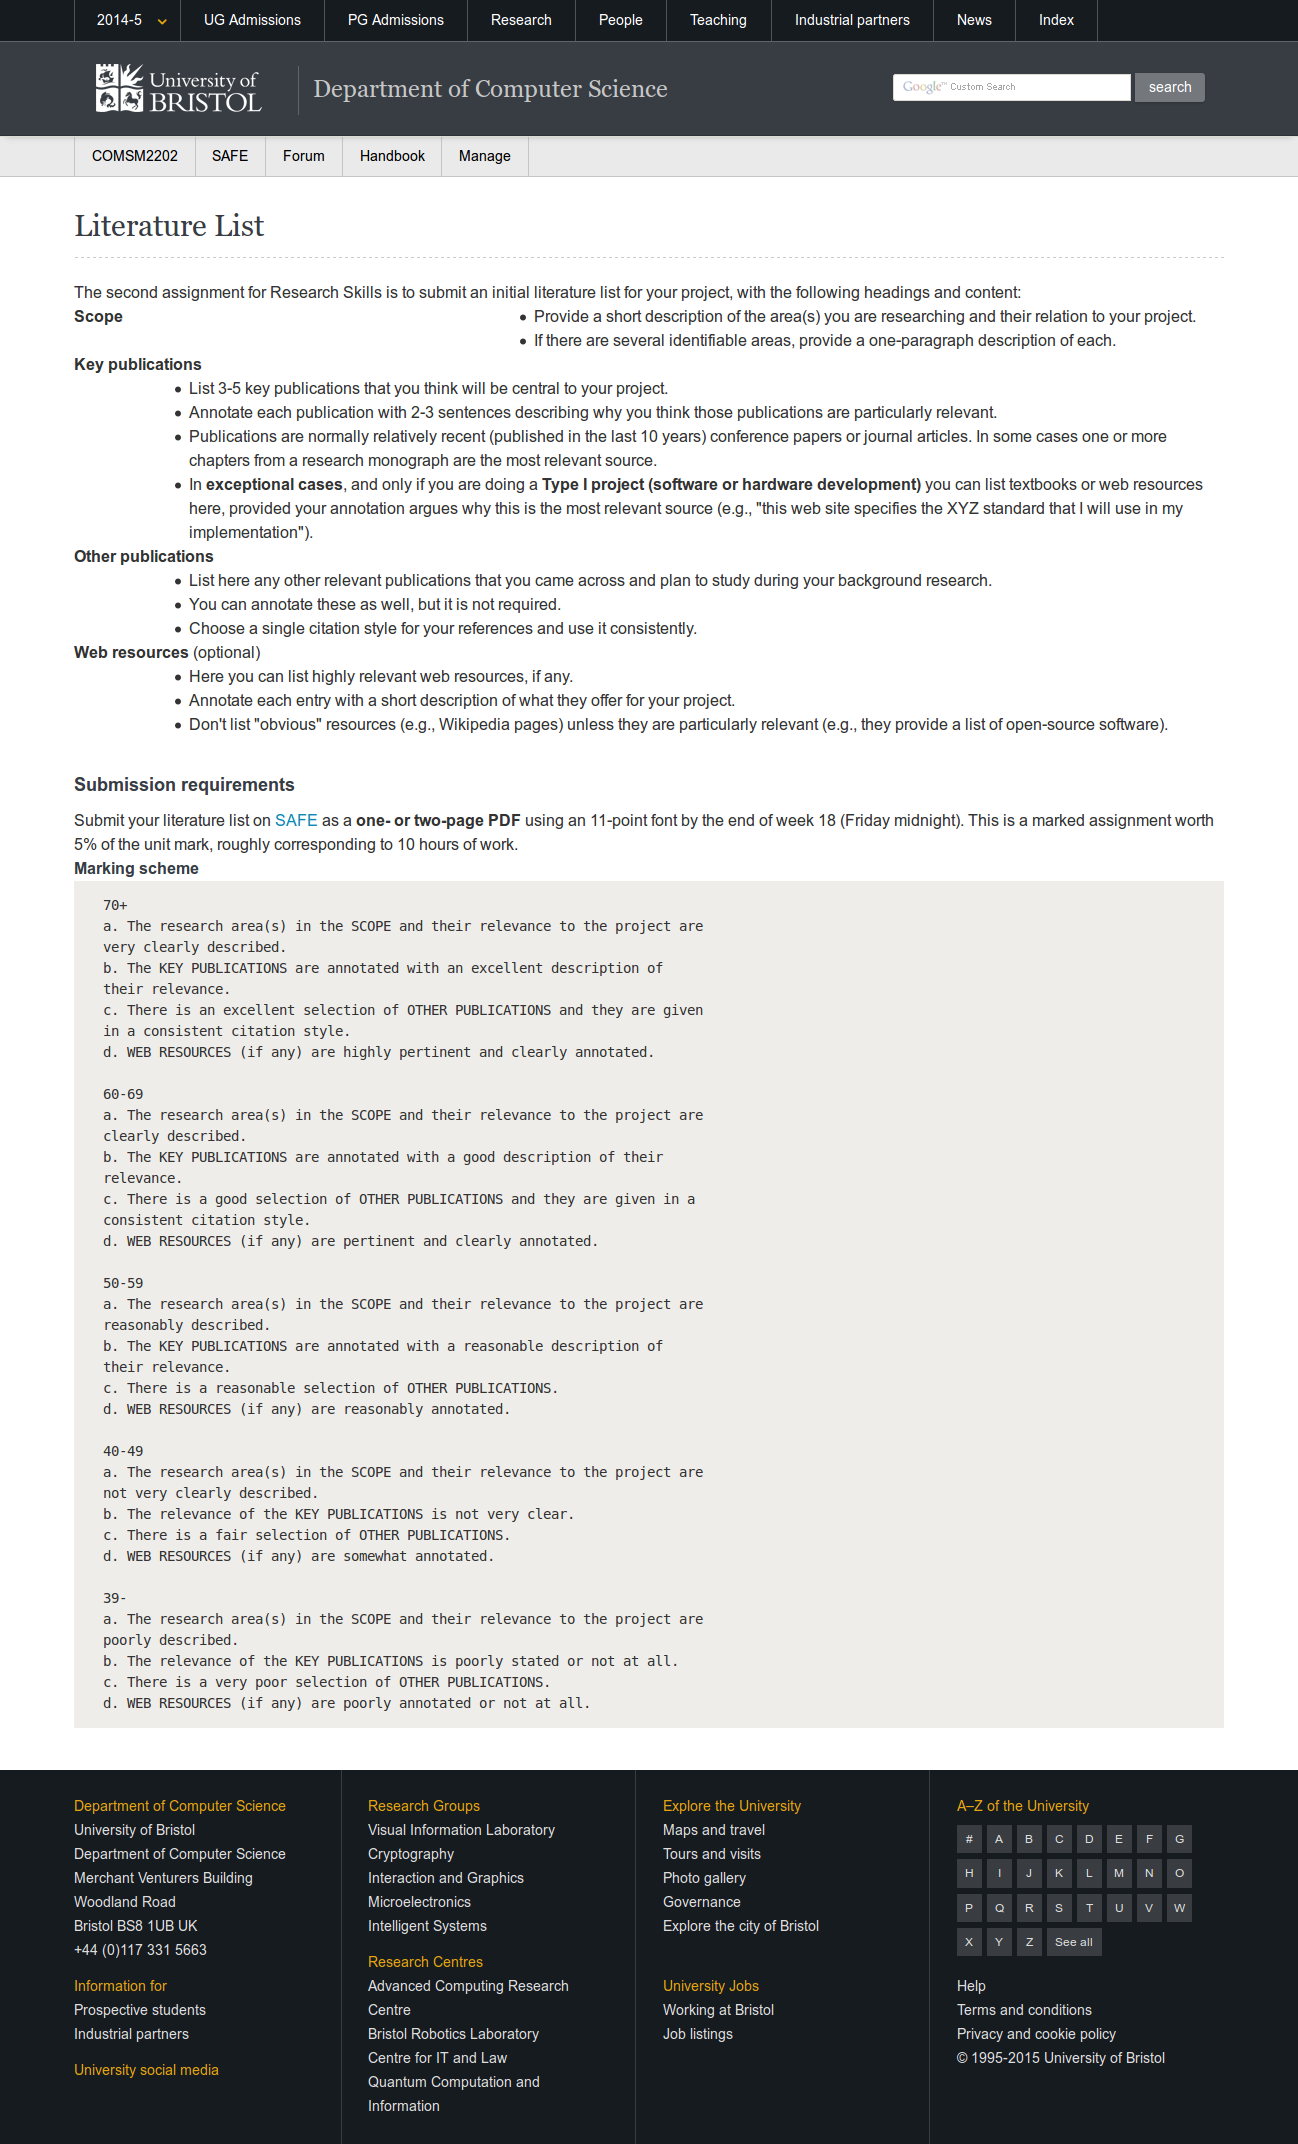 2014-5
UG Admissions
PG Admissions
Research
People
Teaching
Industrial partners
News
Index
University of
BRISTOL
Department of Computer Science
Google™ Custom Search
search
COMSM2202
SAFE
Forum
Handbook
Manage
Literature List
The second assignment for Research Skills is to submit an initial literature list for your project, with the following headings and content:
Scope
• Provide a short description of the area(s) you are researching and their relation to your project.
• If there are several identifiable areas, provide a one-paragraph description of each.
Key publications
• List 3-5 key publications that you think will be central to your project.
• Annotate each publication with 2-3 sentences describing why you think those publications are particularly relevant.
• Publications are normally relatively recent (published in the last 10 years) conference papers or journal articles. In some cases one or more
chapters from a research monograph are the most relevant source.
• In exceptional cases, and only if you are doing a Type I project (software or hardware development) you can list textbooks or web resources
here, provided your annotation argues why this is the most relevant source (e.g., "this web site specifies the XYZ standard that I will use in my
implementation").
Other publications
• List here any other relevant publications that you came across and plan to study during your background research.
• You can annotate these as well, but it is not required.
• Choose a single citation style for your references and use it consistently.
Web resources (optional)
• Here you can list highly relevant web resources, if any.
• Annotate each entry with a short description of what they offer for your project.
• Don't list "obvious" resources (e.g., Wikipedia pages) unless they are particularly relevant (e.g., they provide a list of open-source software).
Submission requirements
Submit your literature list on SAFE as a one- or two-page PDF using an 11-point font by the end of week 18 (Friday midnight). This is a marked assignment worth
5% of the unit mark, roughly corresponding to 10 hours of work.
Marking scheme
70+
a. The research area(s) in the SCOPE and their relevance to the project are
very clearly described.
b. The KEY PUBLICATIONS are annotated with an excellent description of
their relevance.
c. There is an excellent selection of OTHER PUBLICATIONS and they are given
in a consistent citation style.
d. WEB RESOURCES (if any) are highly pertinent and clearly annotated.
60-69
a. The research area(s) in the SCOPE and their relevance to the project are
clearly described.
b. The KEY PUBLICATIONS are annotated with a good description of their
relevance.
c. There is a good selection of OTHER PUBLICATIONS and they are given in a
consistent citation style.
d. WEB RESOURCES (if any) are pertinent and clearly annotated.
50-59
a. The research area(s) in the SCOPE and their relevance to the project are
reasonably described.
b. The KEY PUBLICATIONS are annotated with a reasonable description of
their relevance.
c. There is a reasonable selection of OTHER PUBLICATIONS.
d. WEB RESOURCES (if any) are reasonably annotated.
40-49
a. The research area(s) in the SCOPE and their relevance to the project are
not very clearly described.
b. The relevance of the KEY PUBLICATIONS is not very clear.
c. There is a fair selection of OTHER PUBLICATIONS.
d. WEB RESOURCES (if any) are somewhat annotated.
39-
a. The research area(s) in the SCOPE and their relevance to the project are
poorly described.
b. The relevance of the KEY PUBLICATIONS is poorly stated or not at all.
c. There is a very poor selection of OTHER PUBLICATIONS.
d. WEB RESOURCES (if any) are poorly annotated or not at all.
Department of Computer Science
University of Bristol
Department of Computer Science
Merchant Venturers Building
Woodland Road
Bristol BS8 1UB UK
+44 (0)117 331 5663
Information for
Prospective students
Industrial partners
University social media
Research Groups
Visual Information Laboratory
Cryptography
Interaction and Graphics
Microelectronics
Intelligent Systems
Research Centres
Advanced Computing Research
Centre
Bristol Robotics Laboratory
Centre for IT and Law
Quantum Computation and
Information
Explore the University
Maps and travel
Tours and visits
Photo gallery
Governance
Explore the city of Bristol
University Jobs
Working at Bristol
Job listings
A–Z of the University
# A B C D E F G
H I J K L M N O
P Q R S T U V W
X Y Z See all
Help
Terms and conditions
Privacy and cookie policy
© 1995-2015 University of Bristol